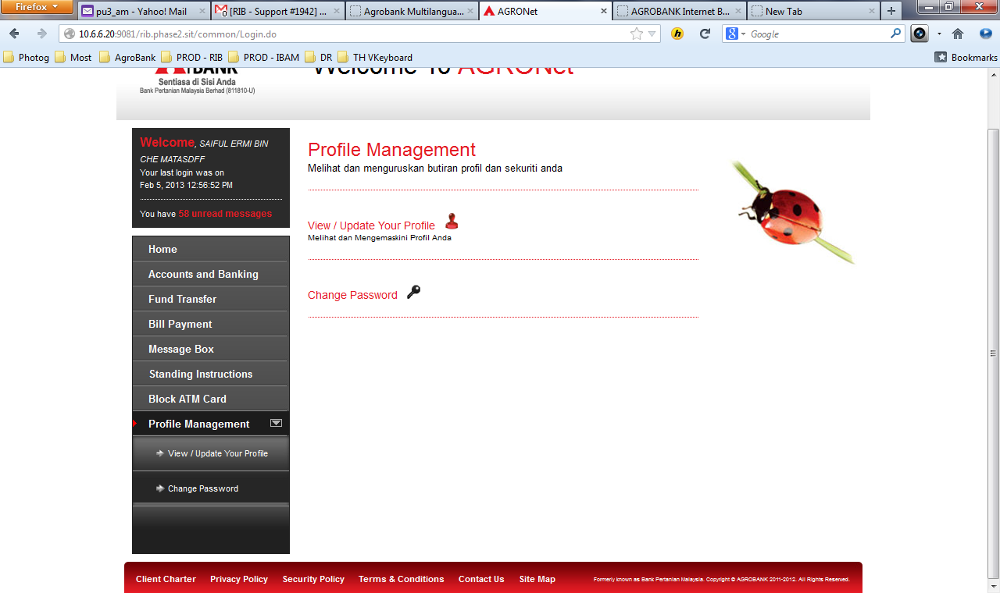 Firefox
pu3_am - Yahoo! Mail
[RIB - Support #1942] ...
Agrobank Multilangua...
AGRONet
AGROBANK Internet B...
New Tab
10.6.6.20:9081/rib.phase2.sit/common/Login.do
Google
Photog
Most
AgroBank
PROD - RIB
PROD - IBAM
DR
TH VKeyboard
Bookmarks
BANK
Sentiasa di Sisi Anda
Bank Pertanian Malaysia Berhad (811810-U)
Welcome To AGRONet
Welcome, SAIFUL ERMI BIN
CHE MATASDFF
Your last login was on
Feb 5, 2013 12:56:52 PM
You have 58 unread messages
Home
Accounts and Banking
Fund Transfer
Bill Payment
Message Box
Standing Instructions
Block ATM Card
Profile Management
View / Update Your Profile
Change Password
Profile Management
Melihat dan menguruskan butiran profil dan sekuriti anda
View / Update Your Profile
Melihat dan Mengemaskini Profil Anda
Change Password
Client Charter
Privacy Policy
Security Policy
Terms & Conditions
Contact Us
Site Map
Formerly known as Bank Pertanian Malaysia. Copyright © AGROBANK 2011-2012. All Rights Reserved.